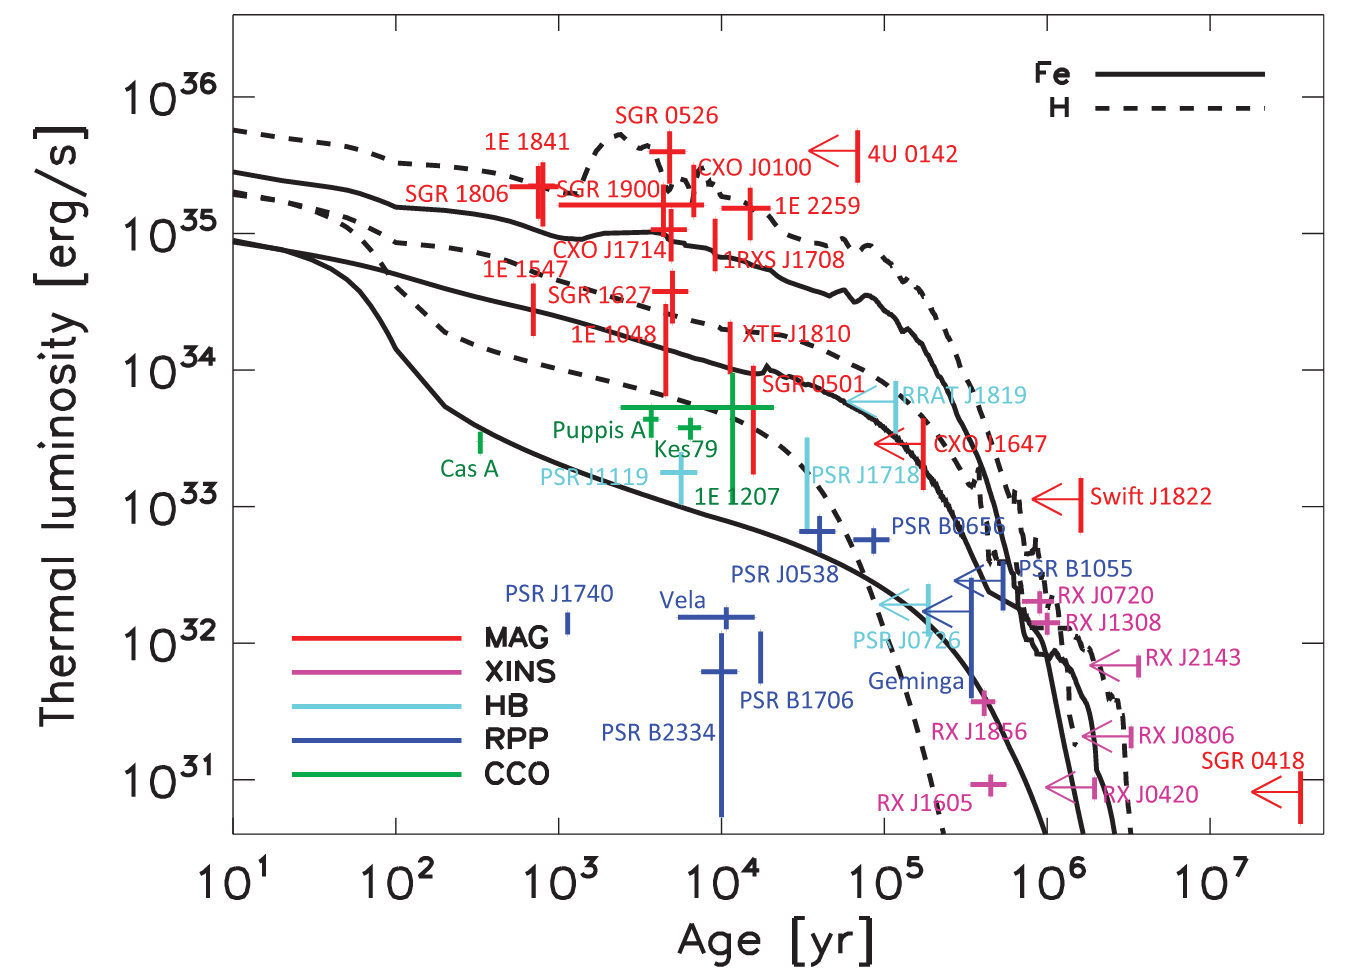 10^36
10^35
10^34
10^33
10^32
10^31
Thermal luminosity [erg/s]
Fe
H
SGR 0526
1E 1841
4U 0142
CXO J0100
SGR 1806
SGR 1900
1E 2259
CXO J1714
1RXS J1708
1E 1547
SGR 1627
1E 1048
XTE J1810
SGR 0501
RRAT J1819
Puppis A
Kes79
CXO J1647
Cas A
PSR J1119
PSR J1718
1E 1207
Swift J1822
PSR B0656
PSR J0538
PSR B1055
PSR J1740
Vela
RX J0720
RX J1308
PSR J0726
RX J2143
Geminga
PSR B1706
PSR B2334
RX J1856
RX J0806
SGR 0418
RX J1605
RX J0420
MAG
XINS
HB
RPP
CCO
10^1 10^2 10^3 10^4 10^5 10^6 10^7
Age [yr]